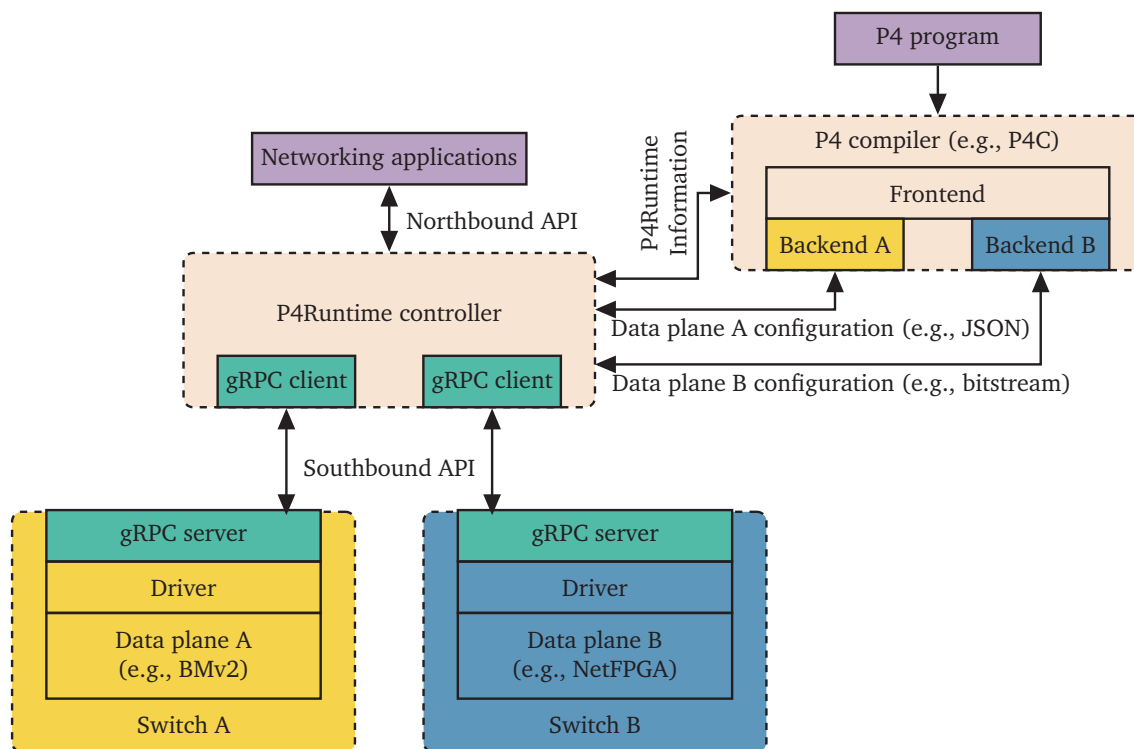 P4 program
P4 compiler (e.g., P4C)
Frontend
Backend A
Backend B
Networking applications
Northbound API
P4Runtime
Information
P4Runtime controller
Data plane A configuration (e.g., JSON)
Data plane B configuration (e.g., bitstream)
gRPC client
gRPC client
Southbound API
gRPC server
Driver
Data plane A
(e.g., BMv2)
Switch A
gRPC server
Driver
Data plane B
(e.g., NetFPGA)
Switch B